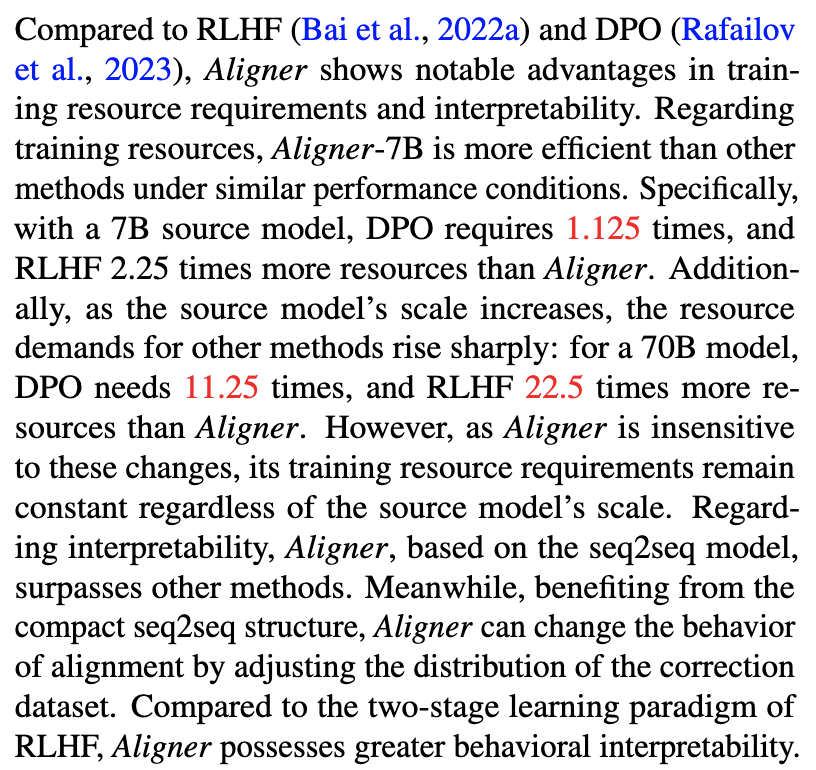 Compared to RLHF (Bai et al., 2022a) and DPO (Rafailov
et al., 2023), Aligner shows notable advantages in train-
ing resource requirements and interpretability. Regarding
training resources, Aligner-7B is more efficient than other
methods under similar performance conditions. Specifically,
with a 7B source model, DPO requires 1.125 times, and
RLHF 2.25 times more resources than Aligner. Addition-
ally, as the source model's scale increases, the resource
demands for other methods rise sharply: for a 70B model,
DPO needs 11.25 times, and RLHF 22.5 times more re-
sources than Aligner. However, as Aligner is insensitive
to these changes, its training resource requirements remain
constant regardless of the source model's scale. Regard-
ing interpretability, Aligner, based on the seq2seq model,
surpasses other methods. Meanwhile, benefiting from the
compact seq2seq structure, Aligner can change the behavior
of alignment by adjusting the distribution of the correction
dataset. Compared to the two-stage learning paradigm of
RLHF, Aligner possesses greater behavioral interpretability.